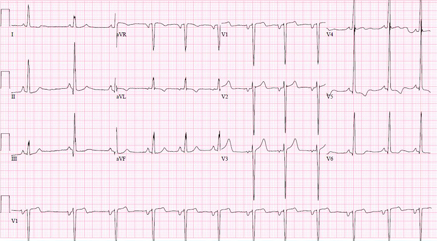 I aVR V1 V4
II aVL V2 V5
III aVF V3 V6
V1